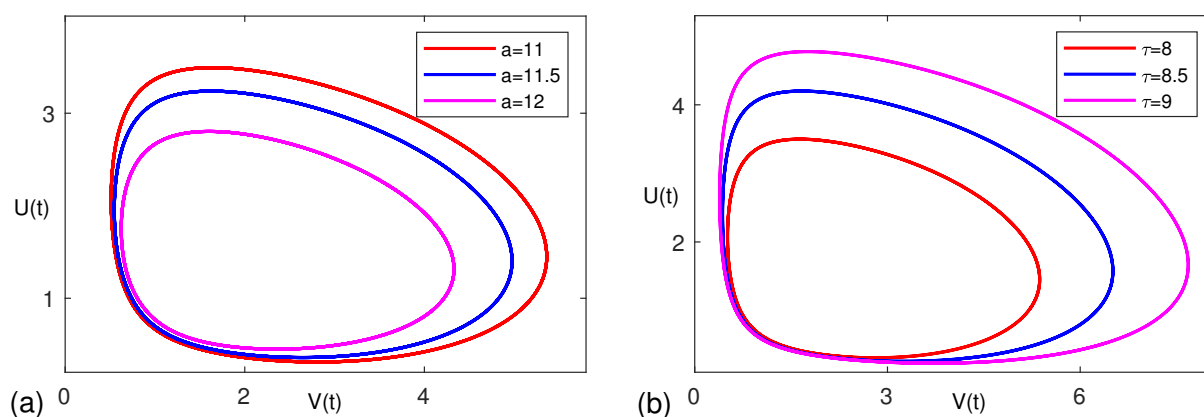 a=11
a=11.5
a=12
3
U(t)
1
0
2
4
V(t)
(a)
τ=8
τ=8.5
τ=9
4
U(t)
2
0
3
6
V(t)
(b)